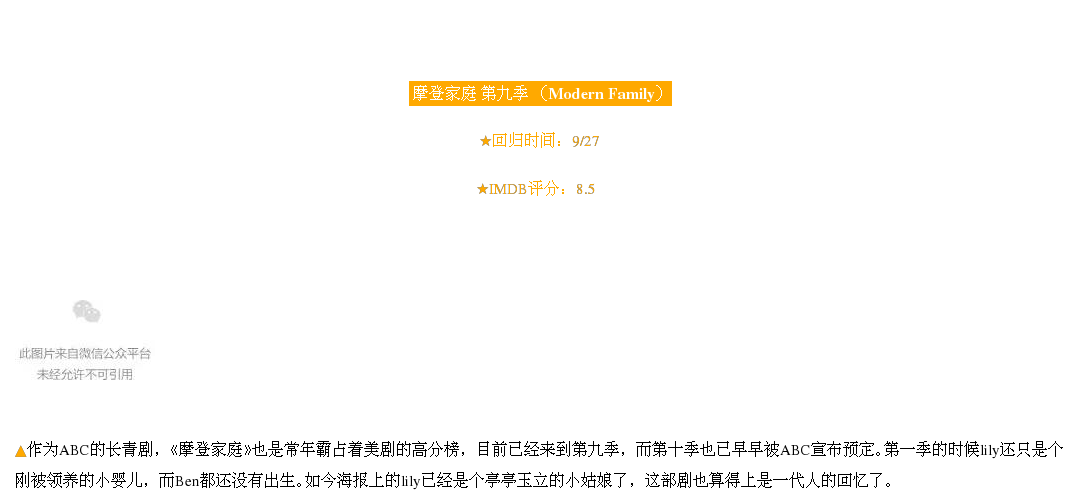 摩登家庭 第九季 （Modern Family）
★回归时间：9/27
★IMDB评分：8.5
此图片来自微信公众平台
未经允许不可引用
▲作为ABC的长青剧，《摩登家庭》也是常年霸占着美剧的高分榜，目前已经来到第九季，而第十季也已早早被ABC宣布预定。第一季的时候lily还只是个
刚被领养的小婴儿，而Ben都还没有出生。如今海报上的lily已经是个亭亭玉立的小姑娘了，这部剧也算得上是一代人的回忆了。